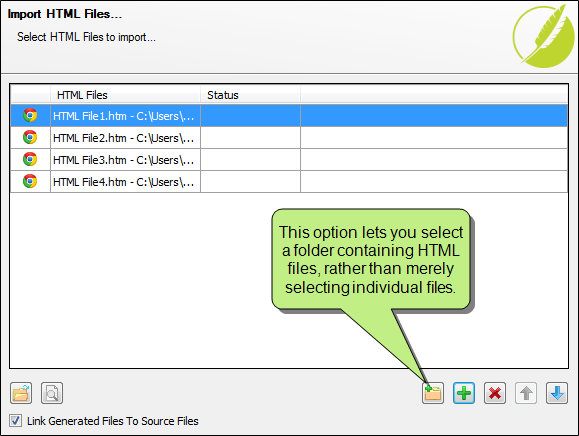 Import HTML Files...
Select HTML Files to import...
HTML Files Status
HTML File1.htm - C:\Users\...
HTML File2.htm - C:\Users\...
HTML File3.htm - C:\Users\...
HTML File4.htm - C:\Users\...
This option lets you select
a folder containing HTML
files, rather than merely
selecting individual files.
Link Generated Files To Source Files